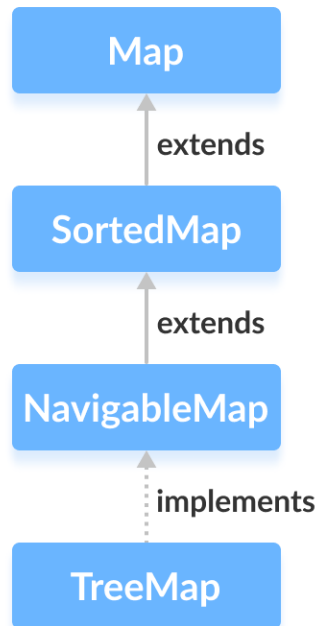 Map
extends
SortedMap
extends
NavigableMap
implements
TreeMap